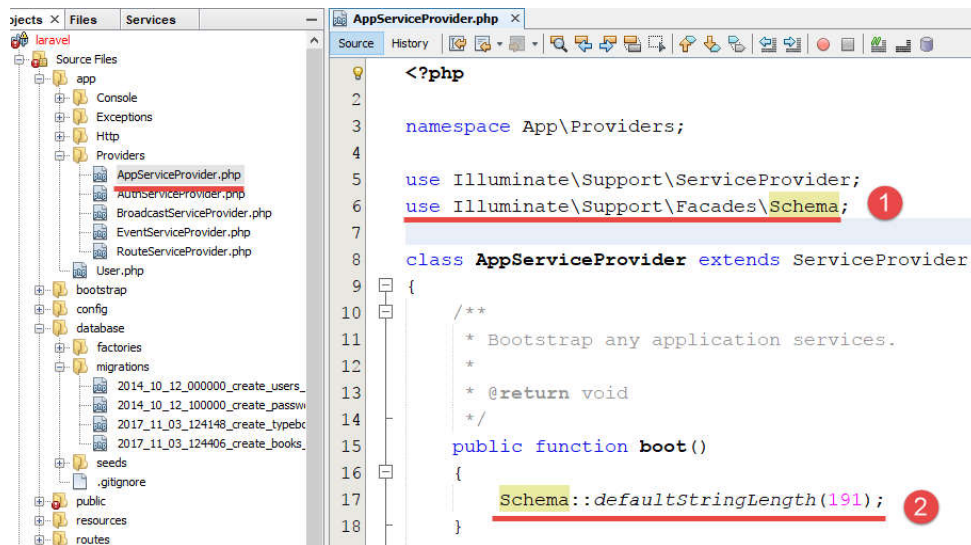 ojects × Files Services —
laravel
Source Files
app
Console
Exceptions
Http
Providers
AppServiceProvider.php
AuthServiceProvider.php
BroadcastServiceProvider.php
EventServiceProvider.php
RouteServiceProvider.php
User.php
bootstrap
config
database
factories
migrations
2014_10_12_000000_create_users_
2014_10_12_100000_create_passw
2017_11_03_124148_create_typebo
2017_11_03_124406_create_books_
seeds
.gitignore
public
resources
routes
AppServiceProvider.php ×
Source History
<?php
2
3 namespace App\Providers;
4
5 use Illuminate\Support\ServiceProvider;
6 use Illuminate\Support\Facades\Schema; 1
7
8 class AppServiceProvider extends ServiceProvider
9 {
10 /**
11 * Bootstrap any application services.
12 *
13 * @return void
14 */
15 public function boot()
16 {
17 Schema::defaultStringLength(191); 2
18 }